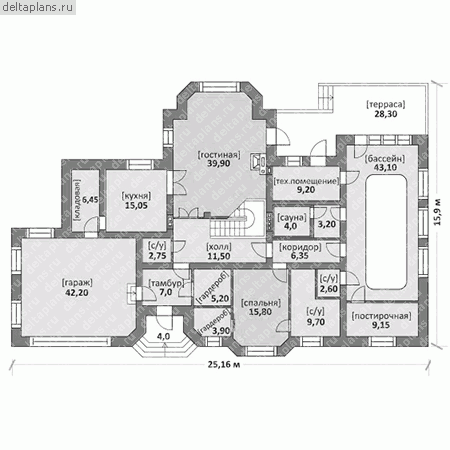 deltaplans.ru
[терраса]
28,30
[гостиная]
39,90
[бассейн]
43,10
[тех.помещение]
9,20
[кладовая]
6,45
[кухня]
15,05
[сауна]
4,0
3,20
15,9 м
[с/у]
2,75
[холл]
11,50
[коридор]
6,35
[гараж]
42,20
[тамбур]
7,0
[гардероб]
5,20
[спальня]
15,80
[с/у]
2,60
[с/у]
9,70
[постирочная]
9,15
[гардероб]
3,90
4,0
25,16 м